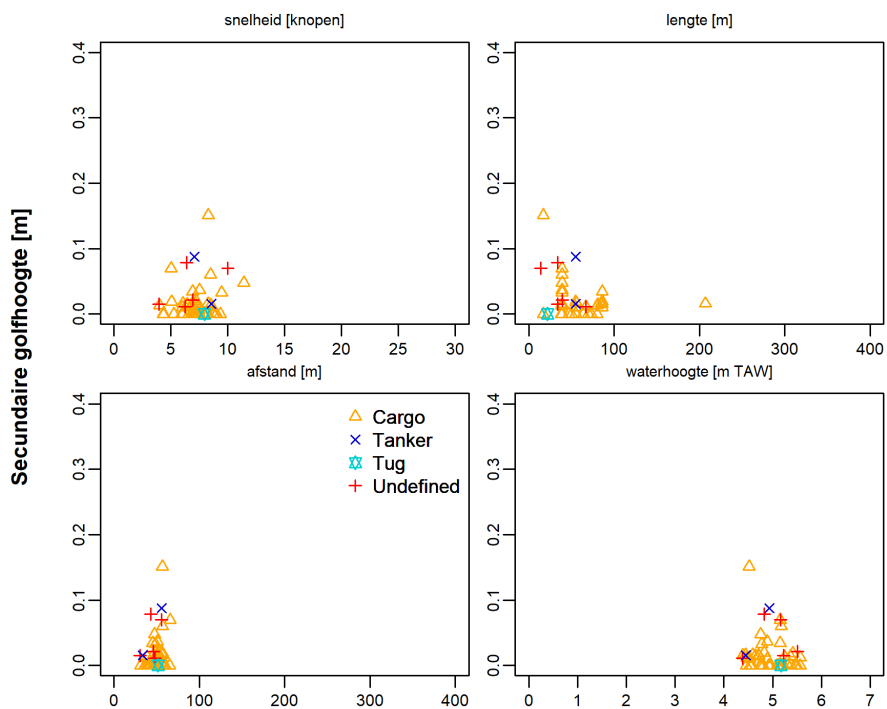 snelheid [knopen]
lengte [m]
0.0 0.1 0.2 0.3 0.4
0 5 10 15 20 25 30
0.0 0.1 0.2 0.3 0.4
0 100 200 300 400
Secundaire golfhoogte [m]
afstand [m]
waterhoogte [m TAW]
0.0 0.1 0.2 0.3 0.4
Cargo
Tanker
Tug
Undefined
0 100 200 300 400
0.0 0.1 0.2 0.3 0.4
0 1 2 3 4 5 6 7